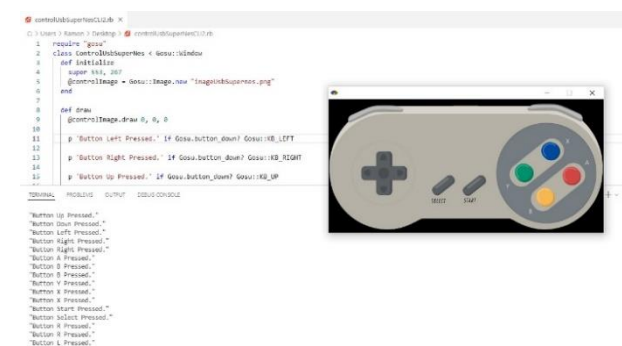 controlUsbSuperNesCLI2.rb ×
C: > Users > Ramon > Desktop > controlUsbSuperNesCLI2.rb
1 require "gosu"
2 class ControlUsbSuperNes < Gosu::Window
3 def initialize
4 super 553, 287
5 @controlImage = Gosu::Image.new "imageUsbSupernes.png"
6 end
7
8 def draw
9 @controlImage.draw 0, 0, 0
10
11 p 'Button Left Pressed.' if Gosu.button_down? Gosu::KB_LEFT
12
13 p 'Button Right Pressed.' if Gosu.button_down? Gosu::KB_RIGHT
14
15 p 'Button Up Pressed.' if Gosu.button_down? Gosu::KB_UP
SELECT START
X
A
Y
B
TERMINAL PROBLEMS OUTPUT DEBUG CONSOLE
"Button Up Pressed."
"Button Down Pressed."
"Button Left Pressed."
"Button Right Pressed."
"Button Right Pressed."
"Button A Pressed."
"Button B Pressed."
"Button B Pressed."
"Button Y Pressed."
"Button X Pressed."
"Button X Pressed."
"Button Start Pressed."
"Button Select Pressed."
"Button R Pressed."
"Button R Pressed."
"Button L Pressed."